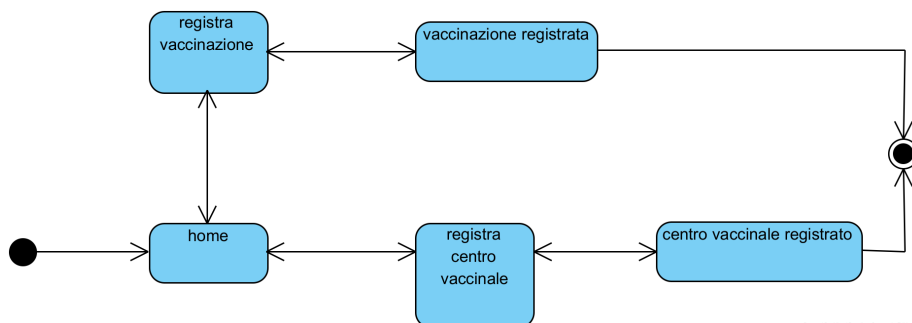 registra
vaccinazione
vaccinazione registrata
home
registra
centro
vaccinale
centro vaccinale registrato